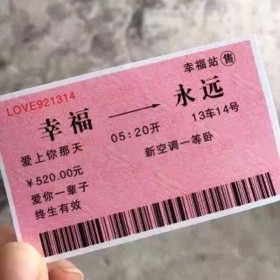 LOVE921314
幸福站 售
幸福 → 永远
爱上你那天 05:20开 13车14号
¥520.00元 新空调一等卧
爱你一辈子
终生有效